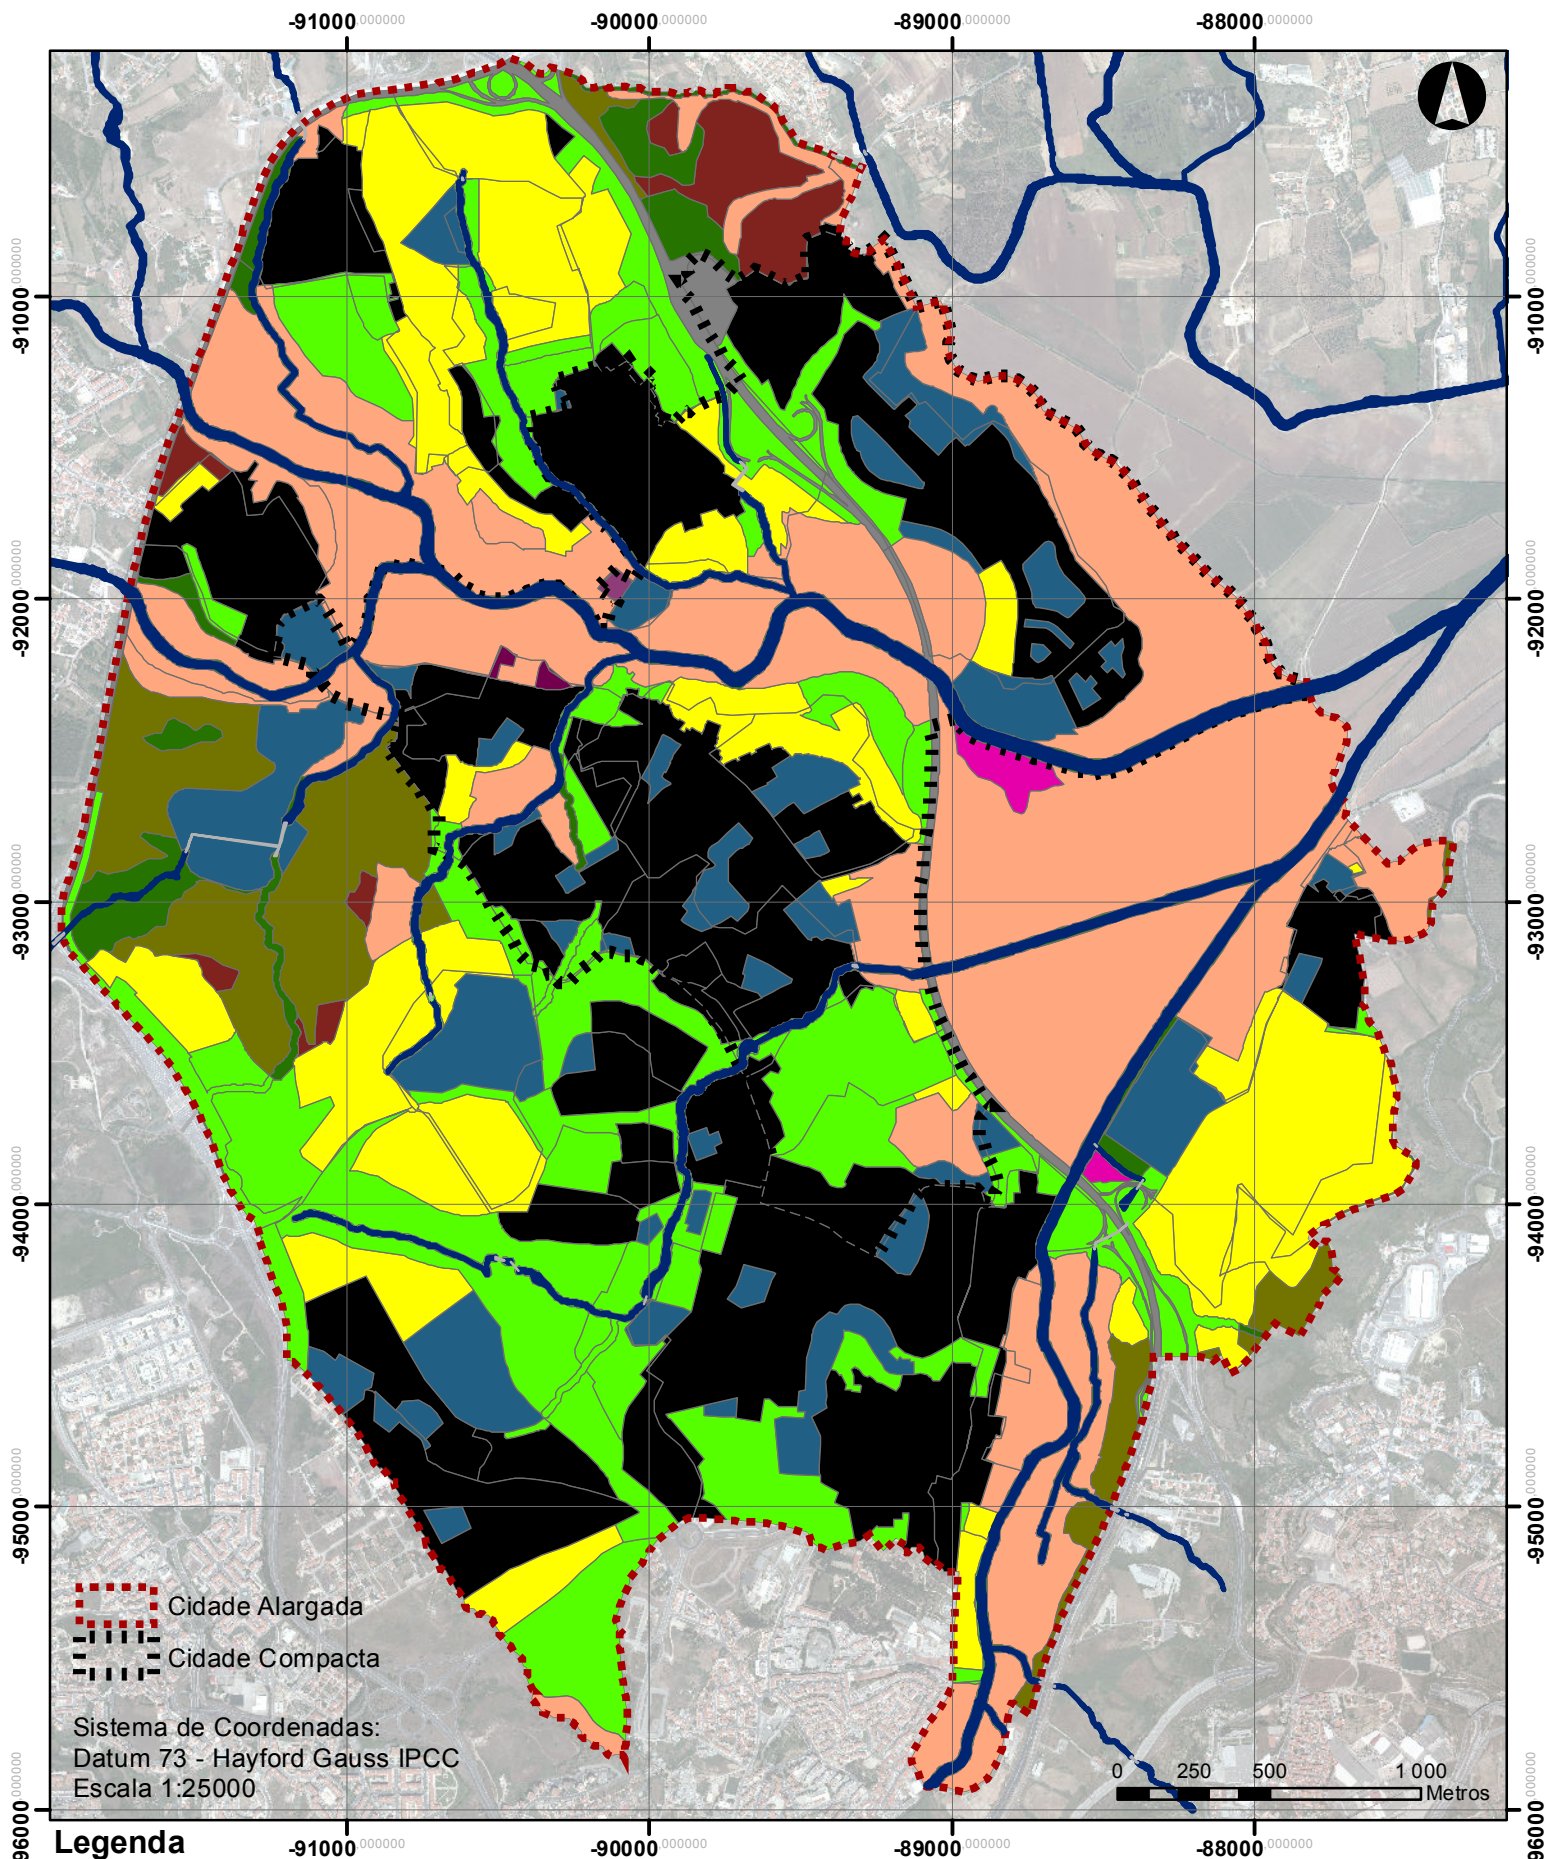 -91000,000000 -90000,000000 -89000,000000 -88000,000000
-91000,000000 -91000,000000
-92000,000000 -92000,000000
-93000,000000 -93000,000000
-94000,000000 -94000,000000
-95000,000000 -95000,000000
-96000,000000 -96000,000000
Cidade Alargada
Cidade Compacta
Sistema de Coordenadas:
Datum 73 - Hayford Gauss IPCC
Escala 1:25000
0 250 500 1 000
Metros
Legenda
-91000,000000 -90000,000000 -89000,000000 -88000,000000